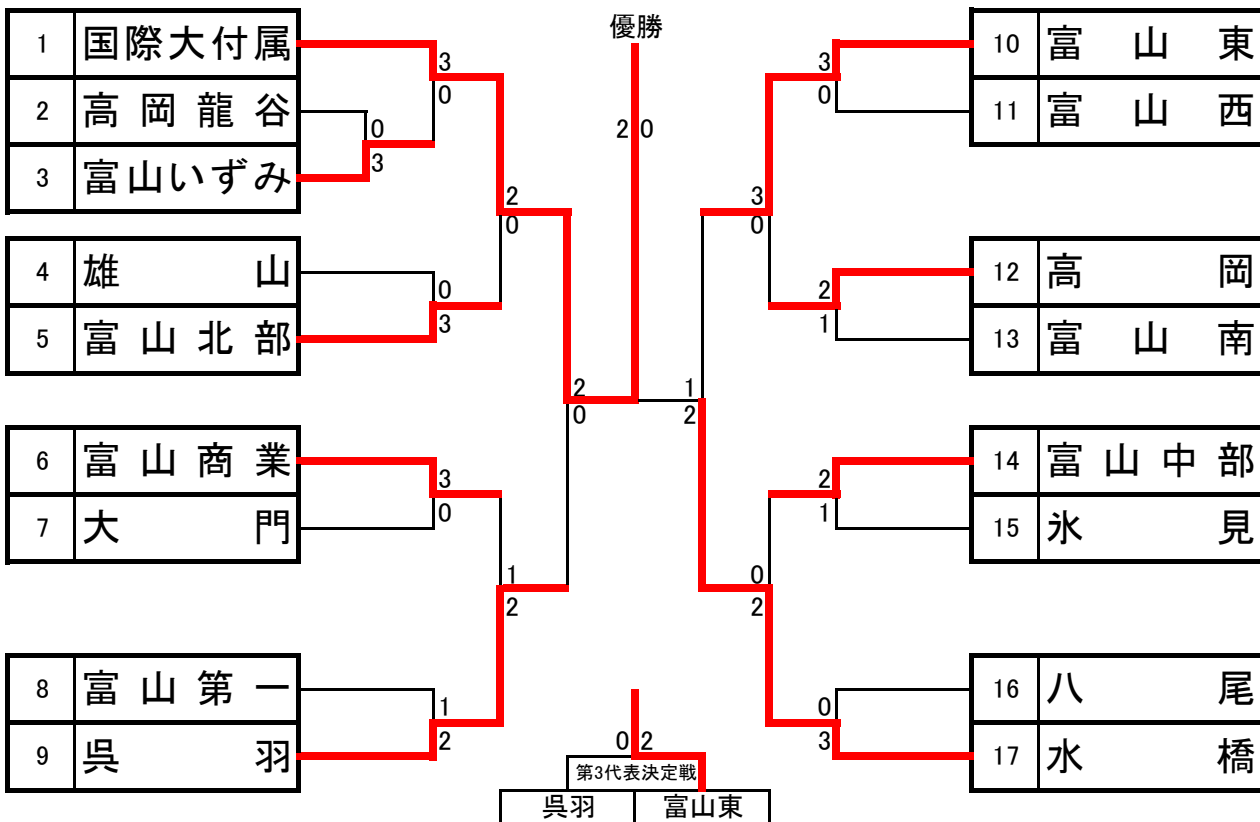 優勝
2 0
1 国際大付属
2 高岡龍谷
3 富山いずみ
3
0
0
3
4 雄山
5 富山北部
2
0
0
3
6 富山商業
7 大門
2
0
3
0
8 富山第一
9 呉羽
1
2
1
2
10 富山東
11 富山西
3
0
12 高岡
13 富山南
3
0
2
1
14 富山中部
15 氷見
1
2
2
1
16 八尾
17 水橋
0
2
0
3
0 2
第3代表決定戦
呉羽 富山東